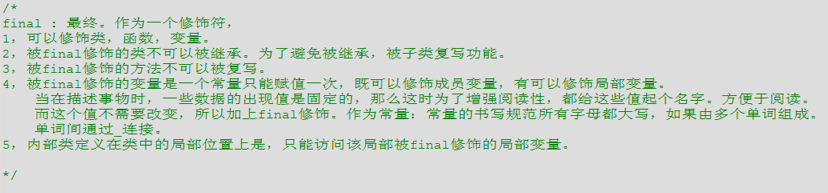 /*
final : 最终。作为一个修饰符，
1，可以修饰类，函数，变量。
2，被final修饰的类不可以被继承。为了避免被继承，被子类复写功能。
3，被final修饰的方法不可以被复写。
4，被final修饰的变量是一个常量只能赋值一次，既可以修饰成员变量，有可以修饰局部变量。
当在描述事物时，一些数据的出现值是固定的，那么这时为了增强阅读性，都给这些值起个名字。方便于阅读。
而这个值不需要改变，所以加上final修饰。作为常量：常量的书写规范所有字母都大写，如果由多个单词组成。
单词间通过_连接。
5，内部类定义在类中的局部位置上是，只能访问该局部被final修饰的局部变量。
*/